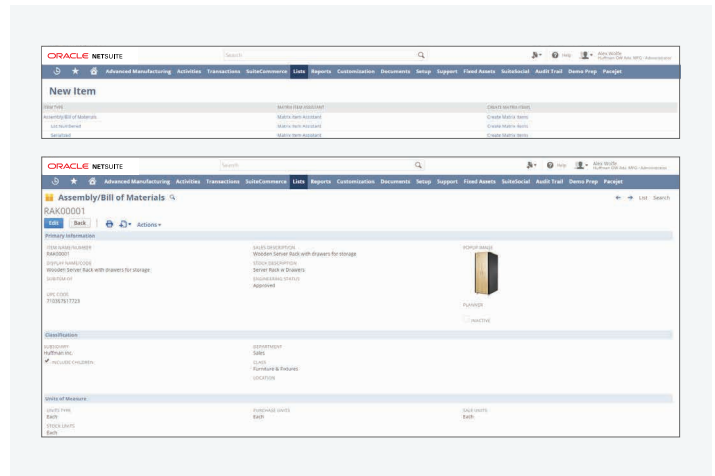 ORACLE NETSUITE Search Help Alex Wolfe
Huffman GW Adv. MFG - Administrator
Advanced Manufacturing Activities Transactions SuiteCommerce Lists Reports Customization Documents Setup Support Fixed Assets SuiteSocial Audit Trail Demo Prep Pacejet
New Item
ITEM TYPE MATRIX ITEM ASSISTANT CREATE MATRIX ITEMS
Assembly/Bill of Materials Matrix Item Assistant Create Matrix Items
Lot Numbered Matrix Item Assistant Create Matrix Items
Serialized Matrix Item Assistant Create Matrix Items
ORACLE NETSUITE Search Help Alex Wolfe
Huffman GW Adv. MFG - Administrator
Advanced Manufacturing Activities Transactions SuiteCommerce Lists Reports Customization Documents Setup Support Fixed Assets SuiteSocial Audit Trail Demo Prep Pacejet
Assembly/Bill of Materials List Search
RAK00001
Edit Back Actions
Primary Information
ITEM NAME/NUMBER SALES DESCRIPTION POPUP IMAGE
RAK00001 Wooden Server Rack with drawers for storage
DISPLAY NAME/CODE STOCK DESCRIPTION
Wooden Server Rack with drawers for storage Server Rack w Drawers
SUBITEM OF ENGINEERING STATUS
Approved
UPC CODE
INACTIVE
Classification
SUBSIDIARY DEPARTMENT
Huffman Inc. Sales
INCLUDE CHILDREN CLASS
Furniture & Fixtures
LOCATION
Units of Measure
UNITS TYPE PURCHASE UNITS SALE UNITS
Each Each Each
STOCK UNITS
Each